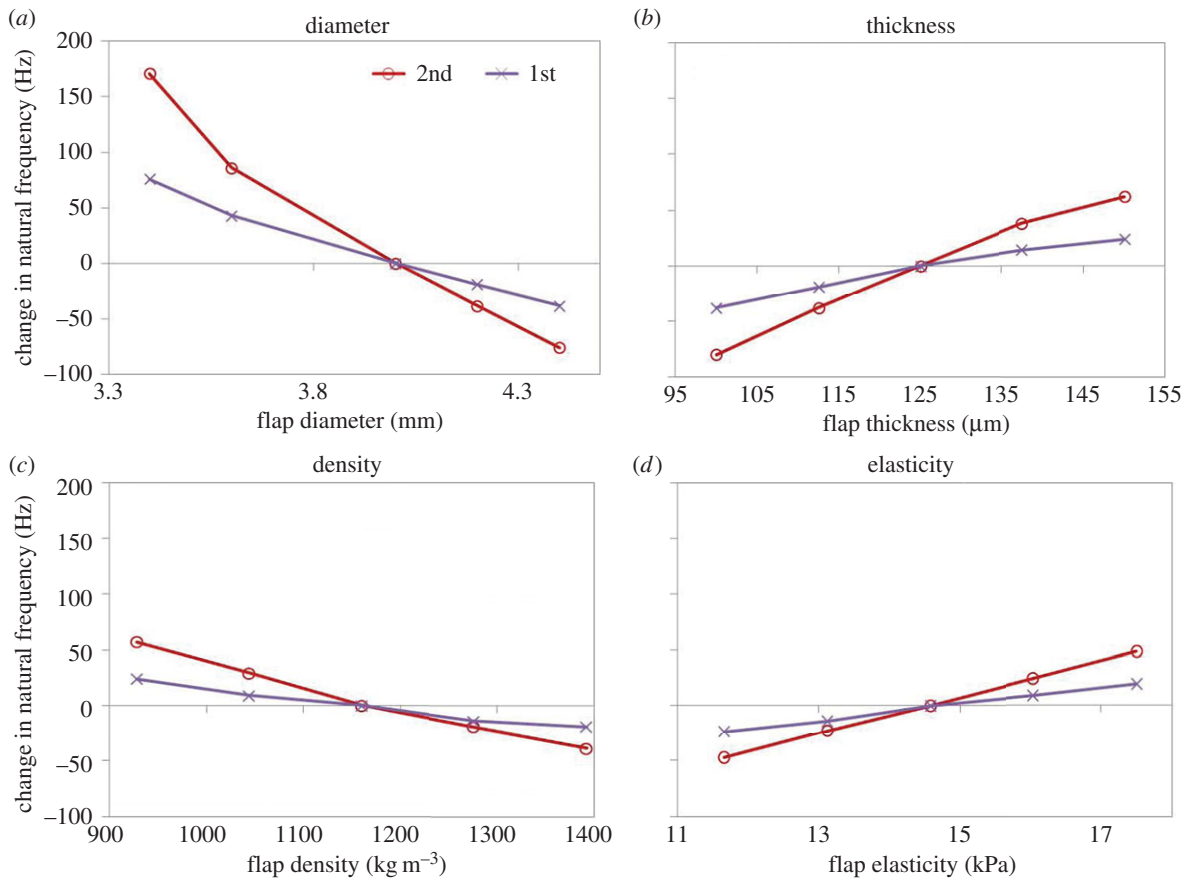 (a) diameter
200
150
100
50
0
–50
–100
change in natural frequency (Hz)
2nd 1st
3.3 3.8 4.3
flap diameter (mm)
(b) thickness
95 105 115 125 135 145 155
flap thickness (μm)
(c) density
200
150
100
50
0
–50
–100
change in natural frequency (Hz)
900 1000 1100 1200 1300 1400
flap density (kg m–3)
(d) elasticity
11 13 15 17
flap elasticity (kPa)